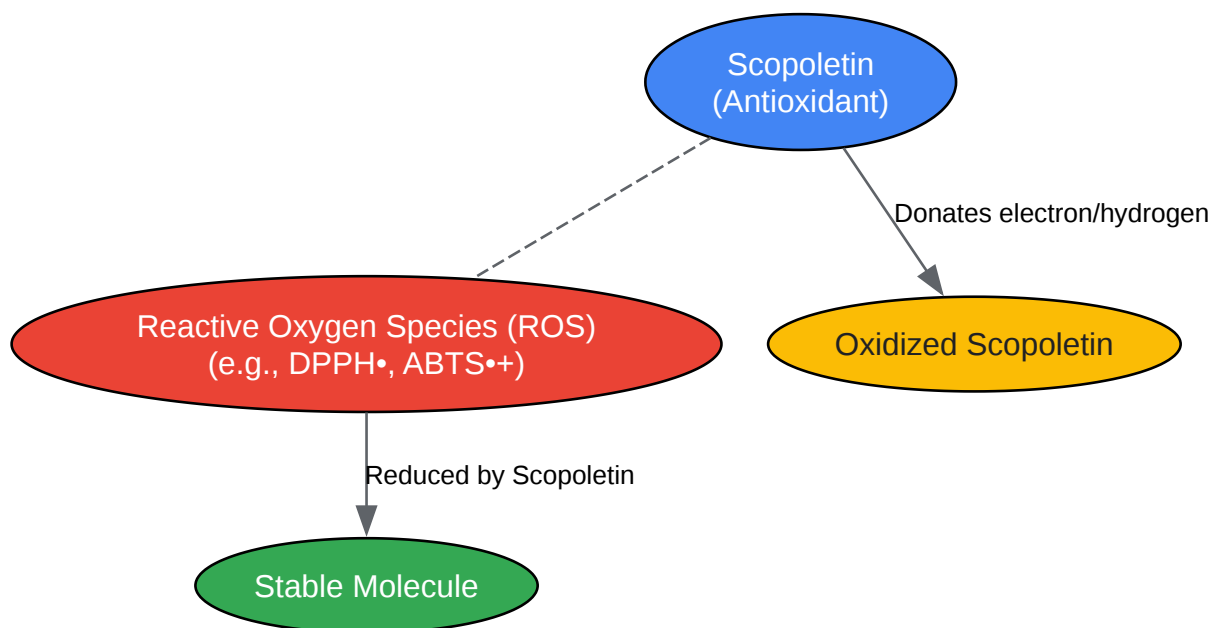 Scopoletin
(Antioxidant)
Donates electron/hydrogen
Reactive Oxygen Species (ROS)
(e.g., DPPH•, ABTS•+)
Oxidized Scopoletin
Reduced by Scopoletin
Stable Molecule